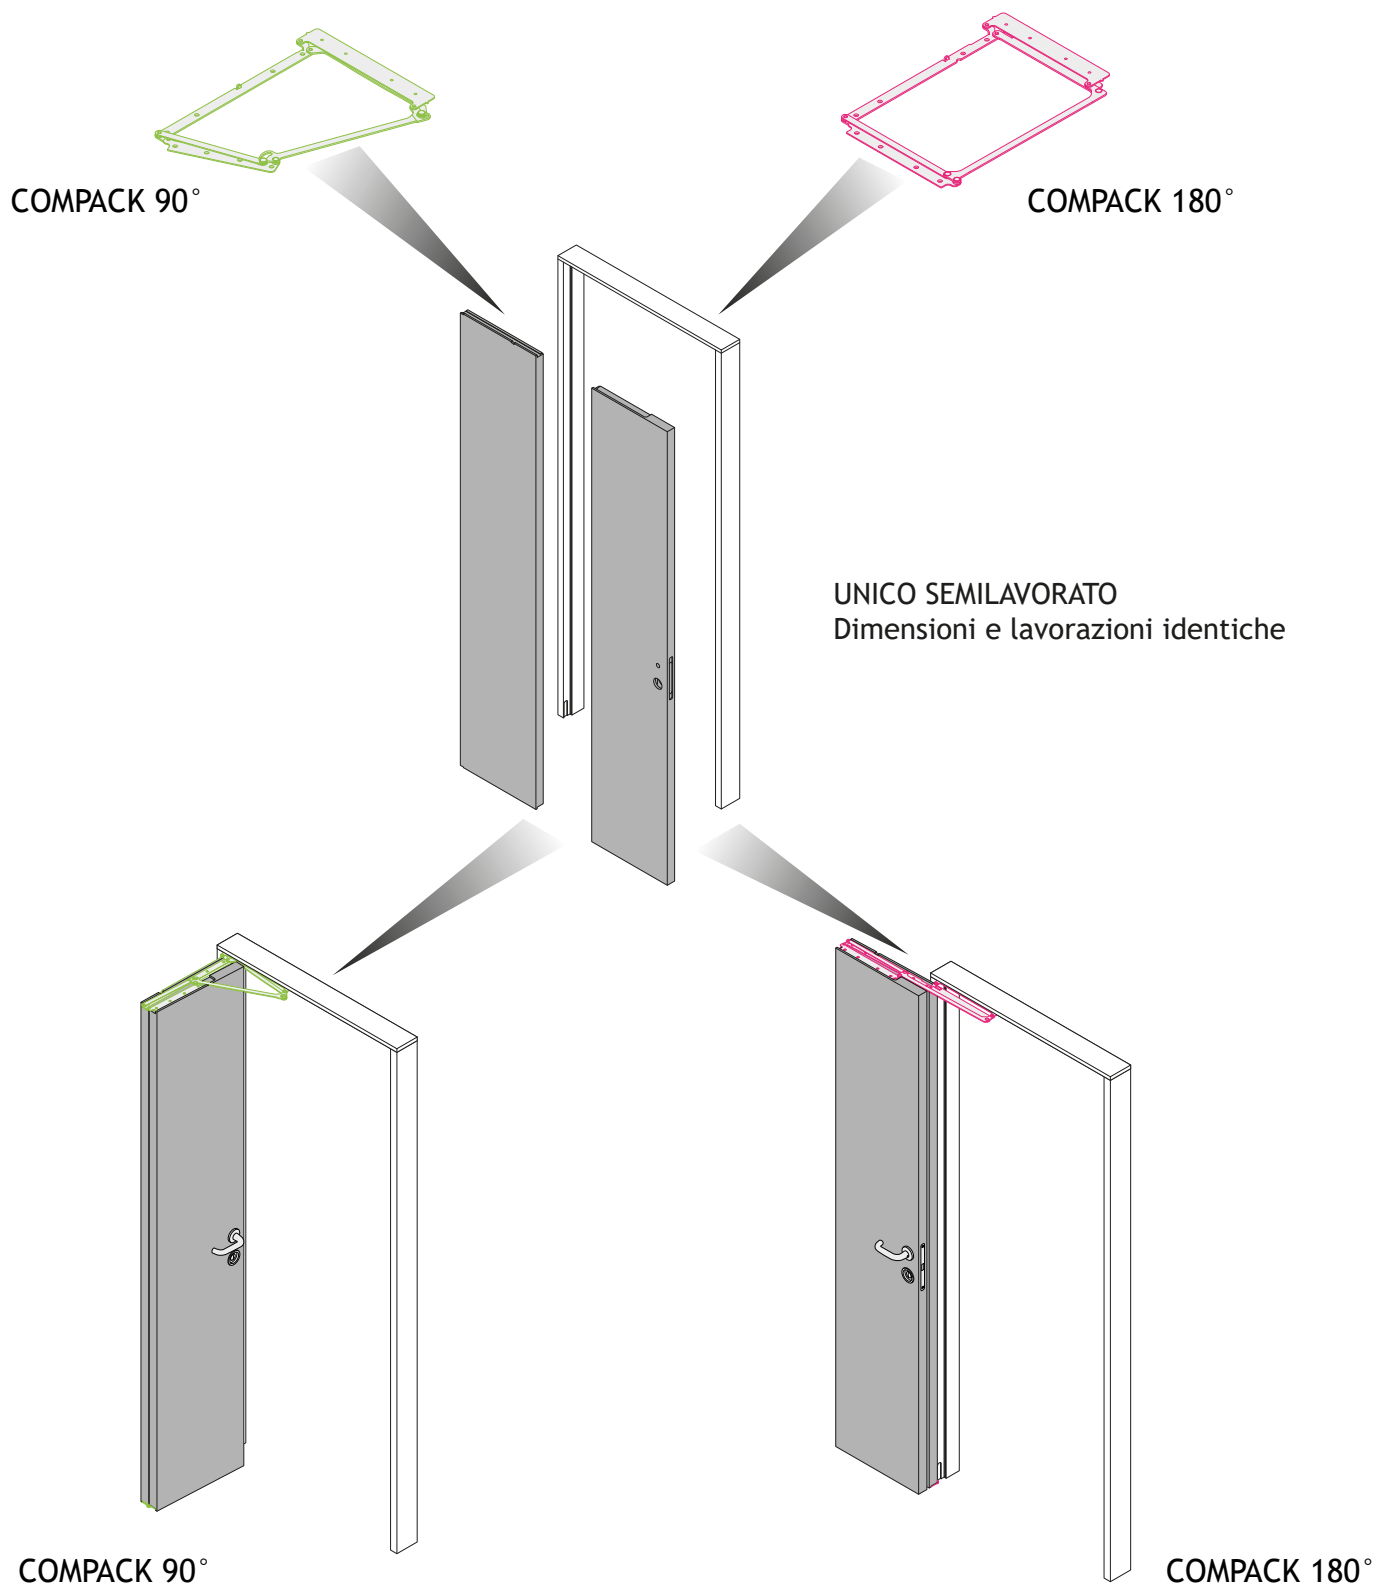 COMPACK 90°
COMPACK 180°
UNICO SEMILAVORATO
Dimensioni e lavorazioni identiche
COMPACK 90°
COMPACK 180°